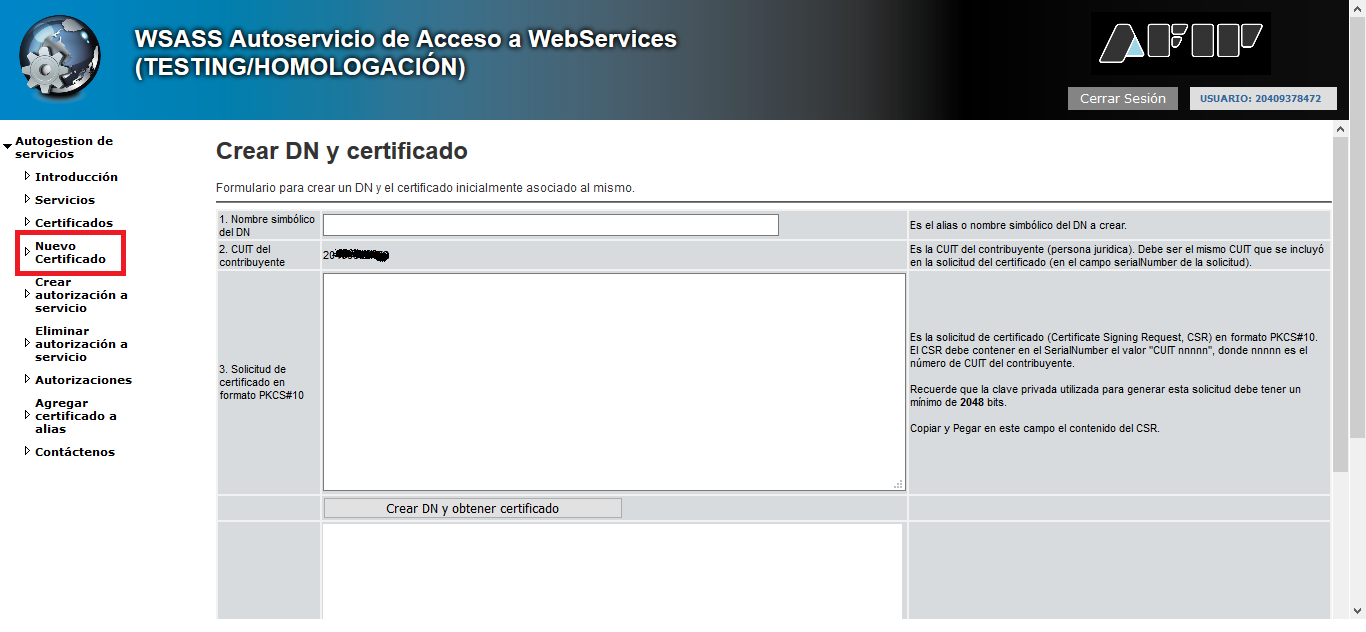 WSASS Autoservicio de Acceso a WebServices
(TESTING/HOMOLOGACIÓN)
AFIP
Cerrar Sesión
USUARIO: 20409378472
Autogestion de
servicios
Introducción
Servicios
Certificados
Nuevo
Certificado
Crear
autorización a
servicio
Eliminar
autorización a
servicio
Autorizaciones
Agregar
certificado a
alias
Contáctenos
Crear DN y certificado
Formulario para crear un DN y el certificado inicialmente asociado al mismo.
1. Nombre simbólico
del DN
Es el alias o nombre simbólico del DN a crear.
2. CUIT del
contribuyente
Es la CUIT del contribuyente (persona jurídica). Debe ser el mismo CUIT que se incluyó
en la solicitud del certificado (en el campo serialNumber de la solicitud).
3. Solicitud de
certificado en
formato PKCS#10
Es la solicitud de certificado (Certificate Signing Request, CSR) en formato PKCS#10.
El CSR debe contener en el SerialNumber el valor "CUIT nnnnn", donde nnnnn es el
número de CUIT del contribuyente.
Recuerde que la clave privada utilizada para generar esta solicitud debe tener un
mínimo de 2048 bits.
Copiar y Pegar en este campo el contenido del CSR.
Crear DN y obtener certificado